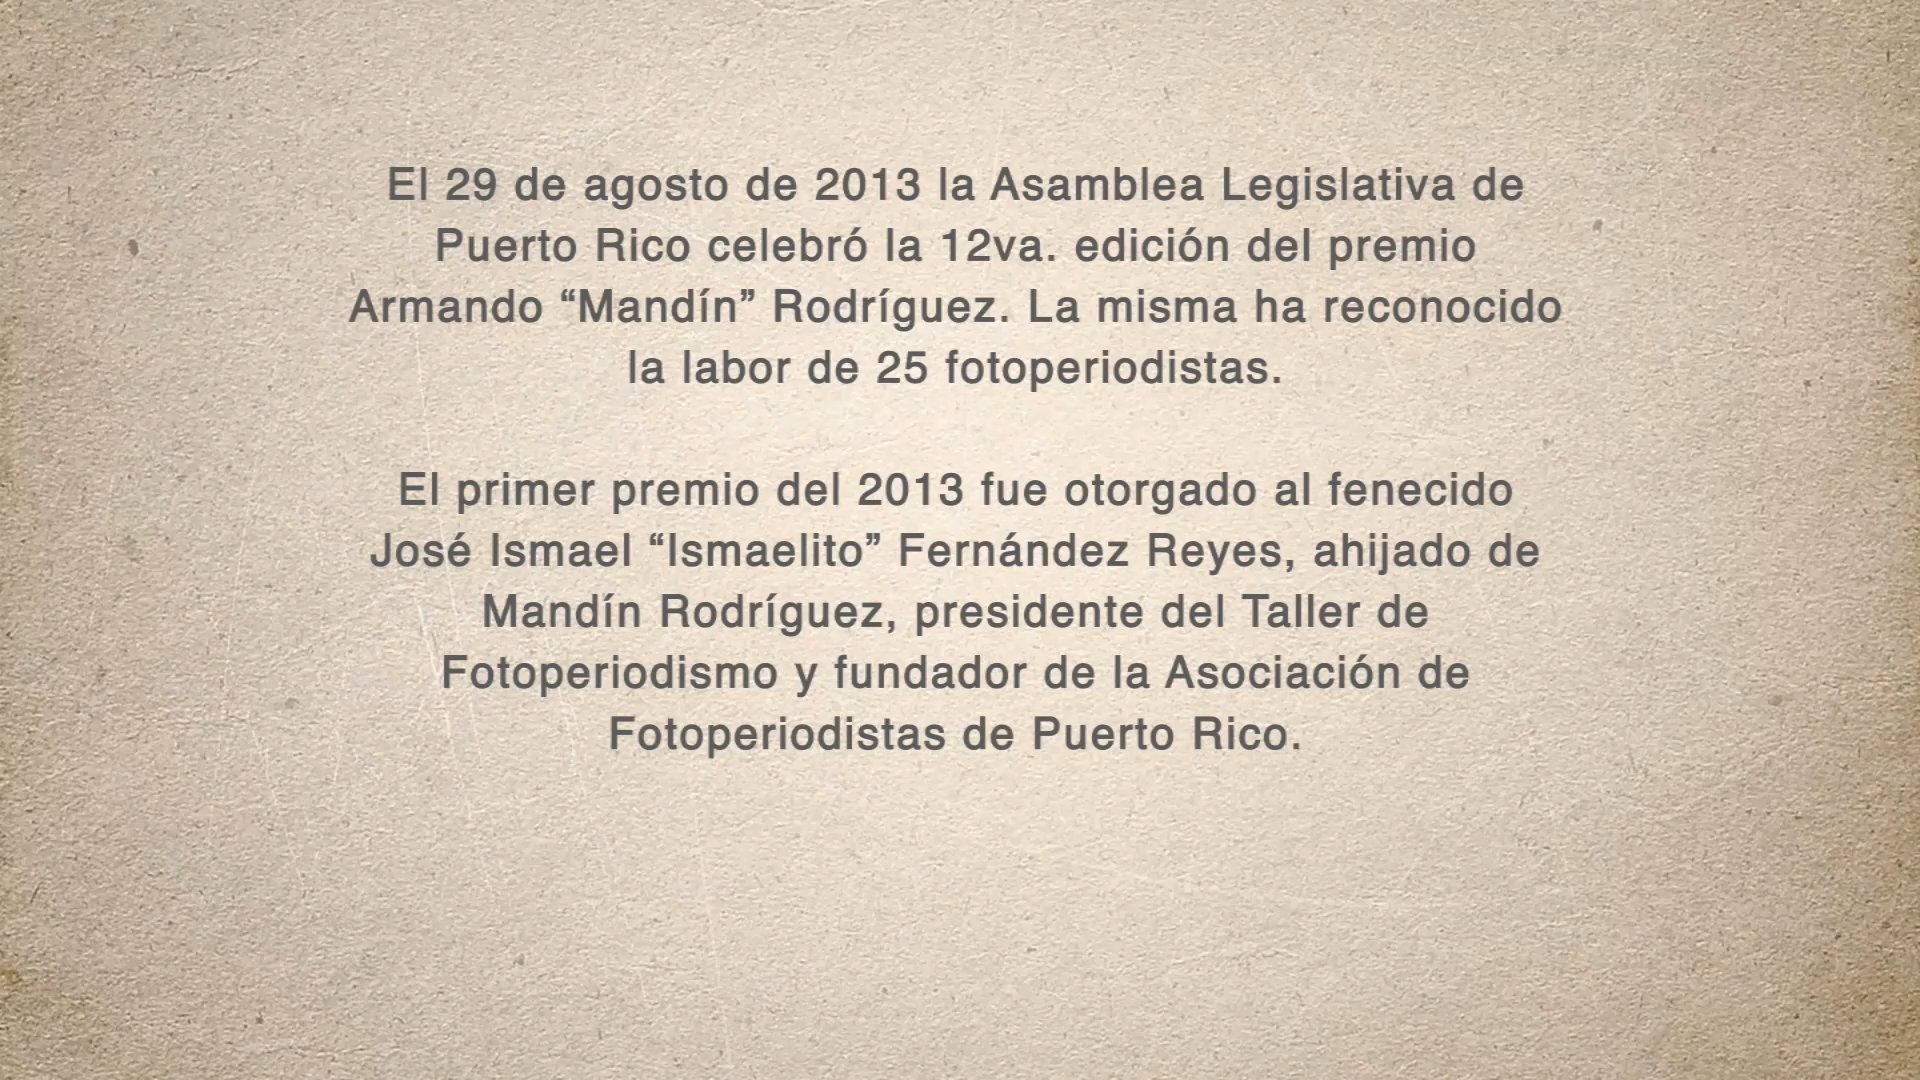 El 29 de agosto de 2013 la Asamblea Legislativa de
Puerto Rico celebró la 12va. edición del premio
Armando “Mandín” Rodríguez. La misma ha reconocido
la labor de 25 fotoperiodistas.
El primer premio del 2013 fue otorgado al fenecido
José Ismael “Ismaelito” Fernández Reyes, ahijado de
Mandín Rodríguez, presidente del Taller de
Fotoperiodismo y fundador de la Asociación de
Fotoperiodistas de Puerto Rico.